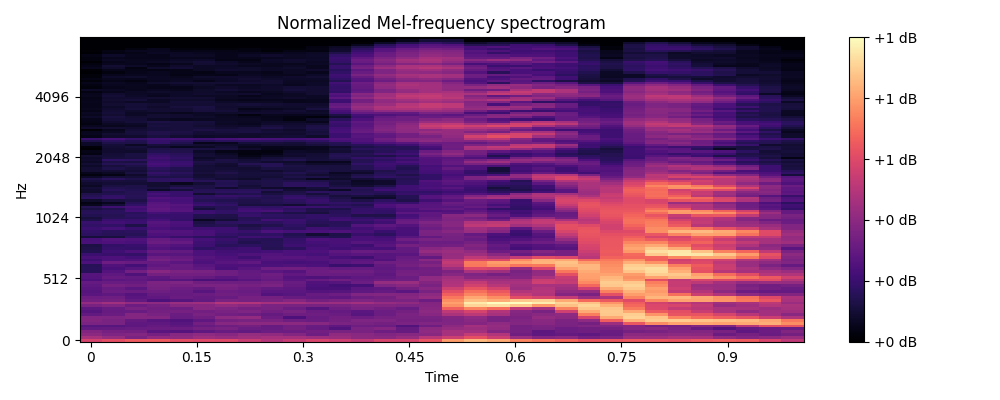 Normalized Mel-frequency spectrogram
Hz
4096
2048
1024
512
0
0
0.15
0.3
0.45
0.6
0.75
0.9
Time
+1 dB
+1 dB
+1 dB
+0 dB
+0 dB
+0 dB